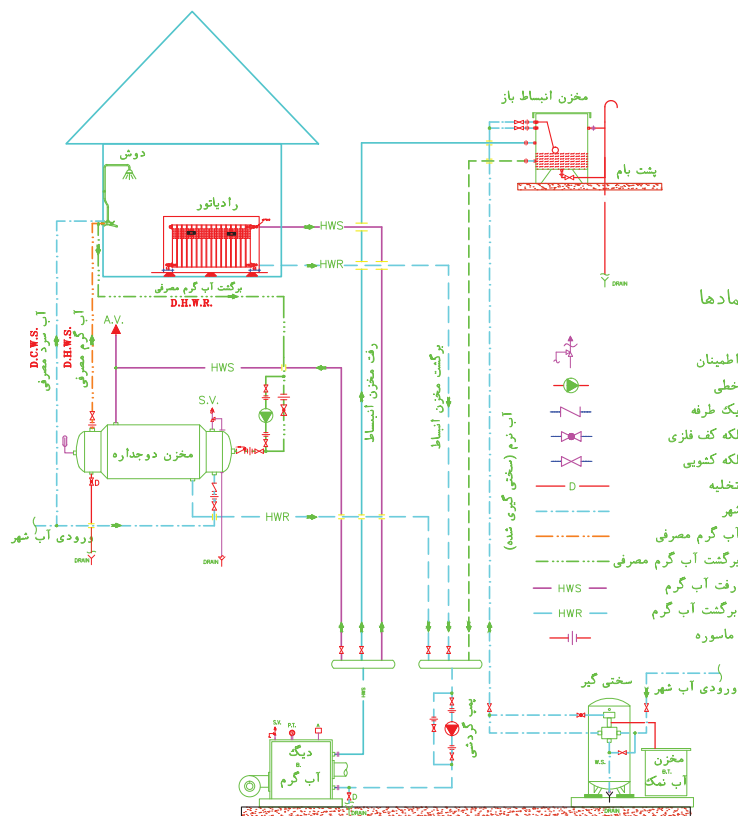 مخزن انبساط باز
دوش
پشت بام
رادیاتور
HWS
HWR
DRAIN
برگشت آب گرم مصرفی
D.H.W.R.
A.V.
D.C.W.S.
آب سرد مصرفی
D.H.W.S.
آب گرم مصرفی
HWS
S.V.
رفت مخزن انبساط
برگشت مخزن انبساط
آب نرم (سختی گیری شده)
مخزن دوجداره
D
HWR
ورودی آب شهر
DRAIN
DRAIN
مادها
اطمینان
خطی
یک طرفه
لکه کف فلزی
لکه کشویی
D
تخلیه
شهر
آب گرم مصرفی
برگشت آب گرم مصرفی
HWS
رفت آب گرم
HWR
برگشت آب گرم
ماسوره
HWS
سختی گیر
ورودی آب شهر
پمپ گردشی
S.V.
P.T.
A
دیگ
B.
آب گرم
D
DRAIN
W.S.
مخزن
B.T.
آب نمک
DRAIN